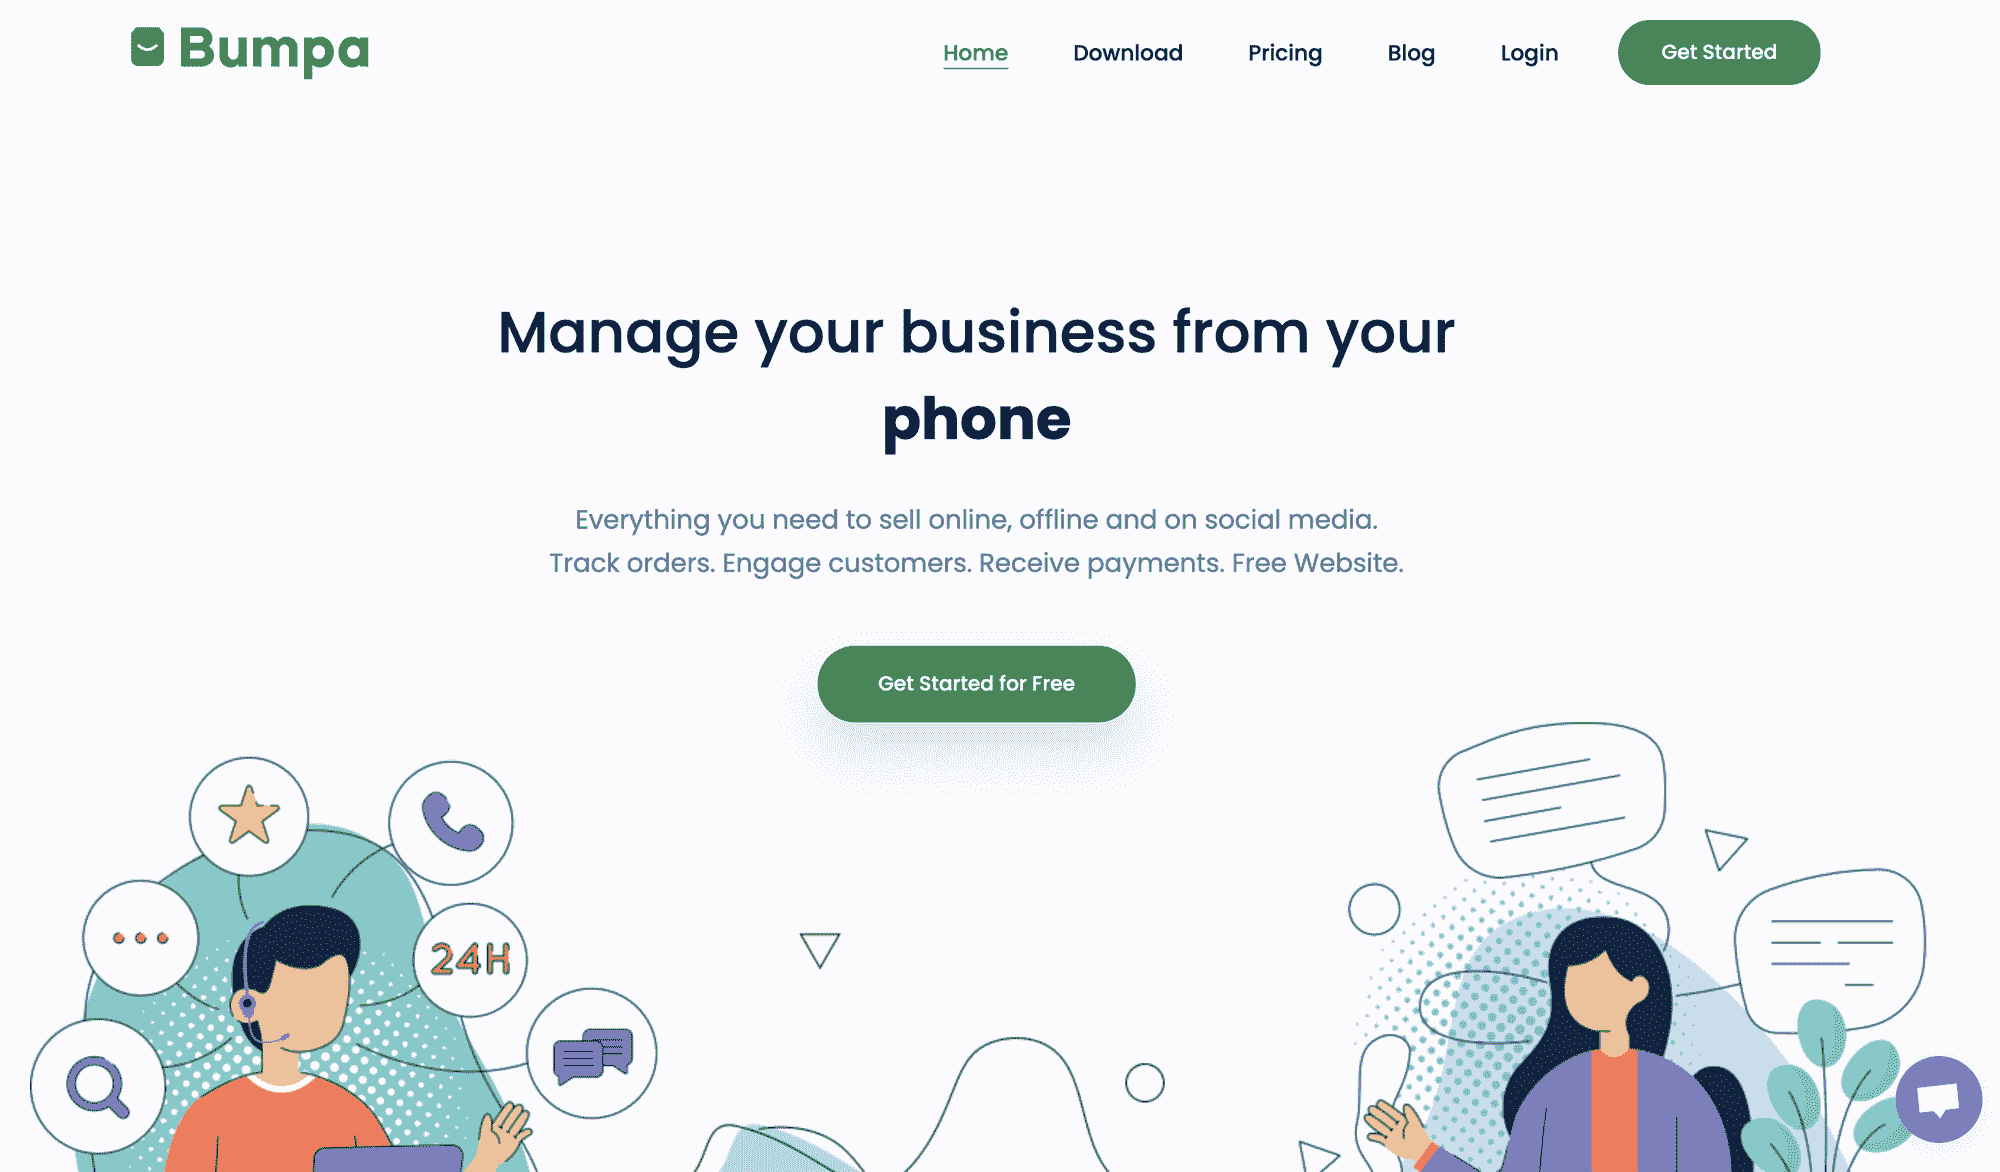 Bumpa
Home Download Pricing Blog Login Get Started
Manage your business from your
phone
Everything you need to sell online, offline and on social media.
Track orders. Engage customers. Receive payments. Free Website.
Get Started for Free
24H